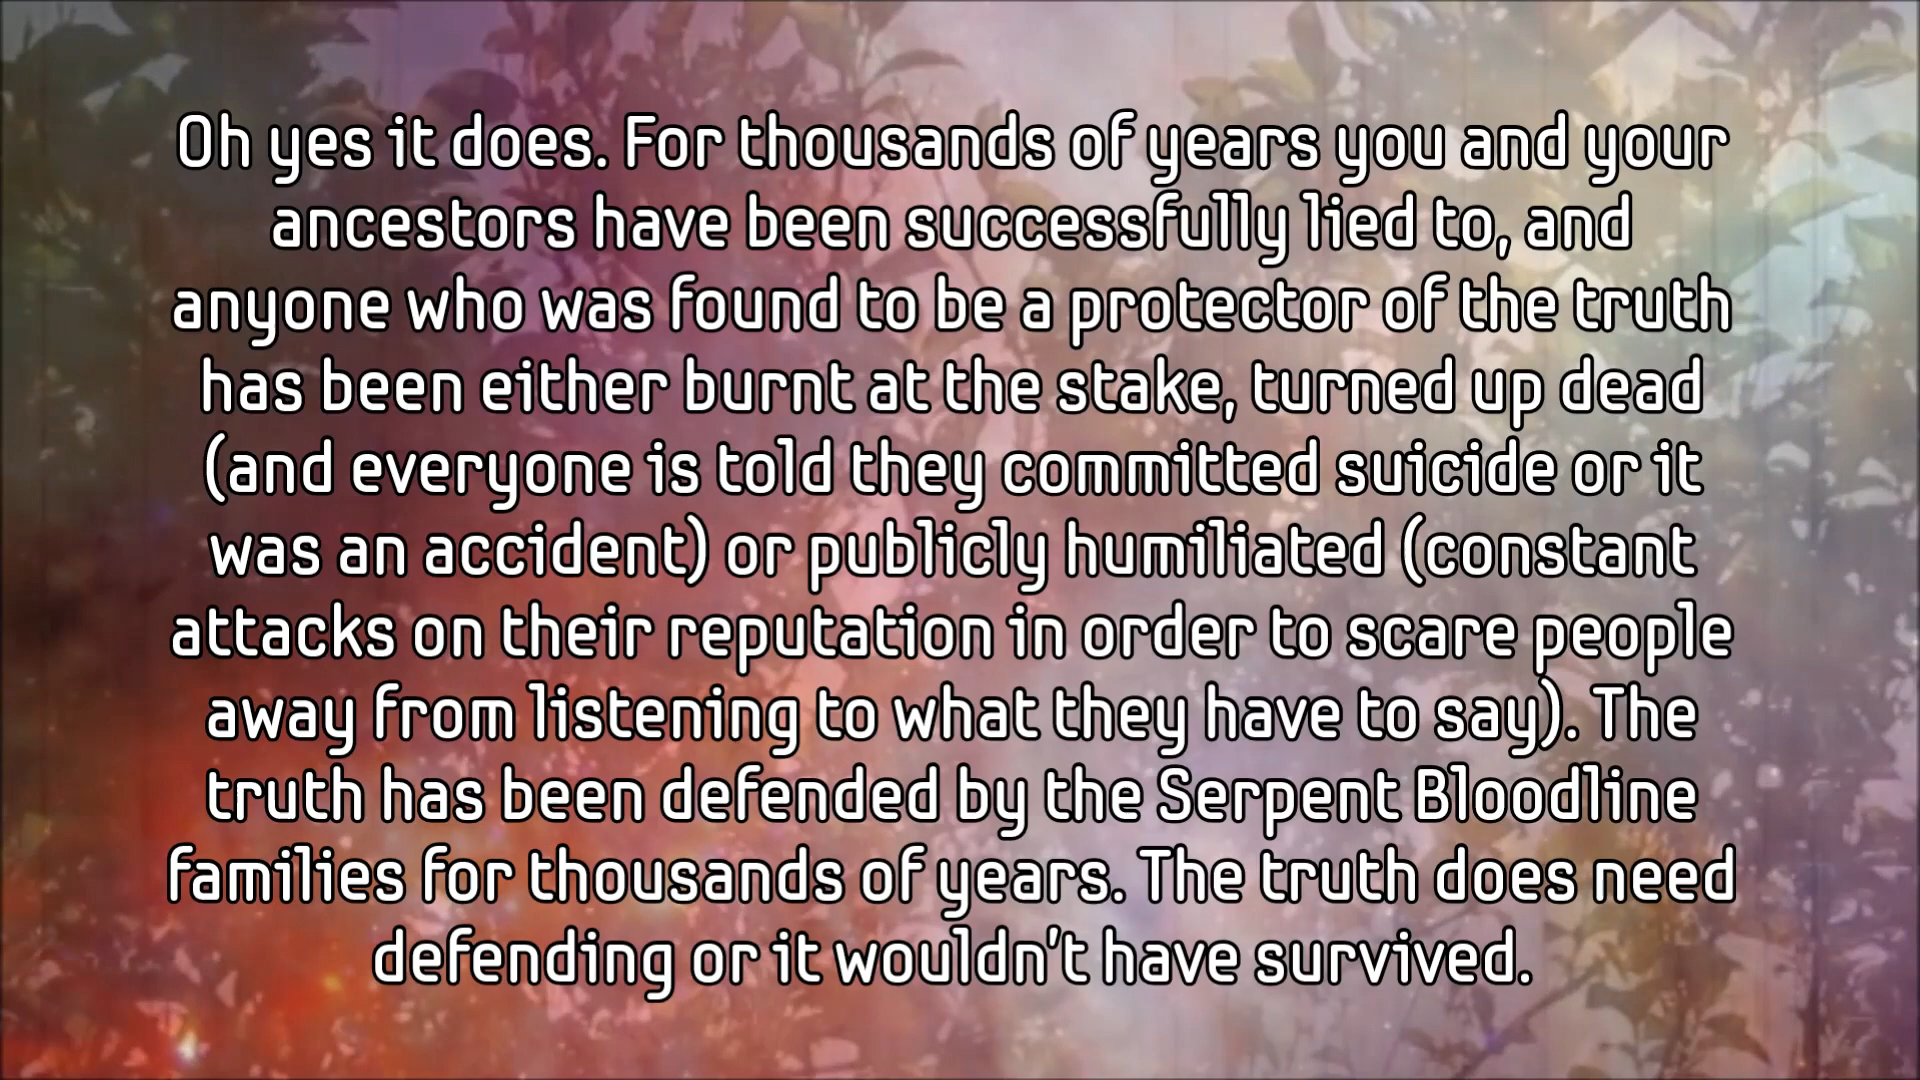 Oh yes it does. For thousands of years you and your
ancestors have been successfully lied to, and
anyone who was found to be a protector of the truth
has been either burnt at the stake, turned up dead
(and everyone is told they committed suicide or it
was an accident) or publicly humiliated (constant
attacks on their reputation in order to scare people
away from listening to what they have to say). The
truth has been defended by the Serpent Bloodline
families for thousands of years. The truth does need
defending or it wouldn't have survived.